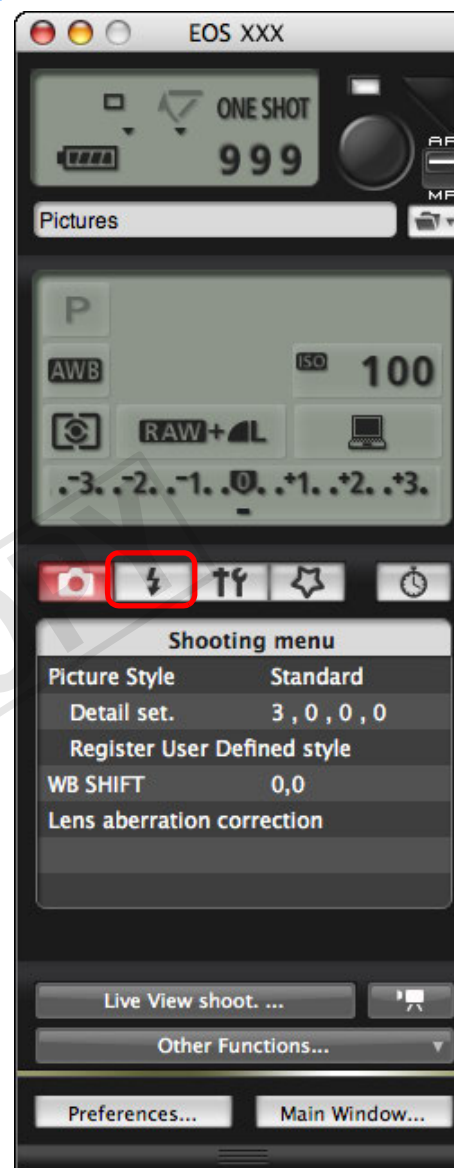 EOS XXX
ONE SHOT
999
AF
MF
Pictures
P
AWB
ISO 100
RAW+L
.-3. .-2. .-1. .0. .+1. .+2. .+3.
Shooting menu
Picture Style Standard
Detail set. 3 , 0 , 0 , 0
Register User Defined style
WB SHIFT 0,0
Lens aberration correction
Live View shoot. ...
Other Functions...
Preferences... Main Window...